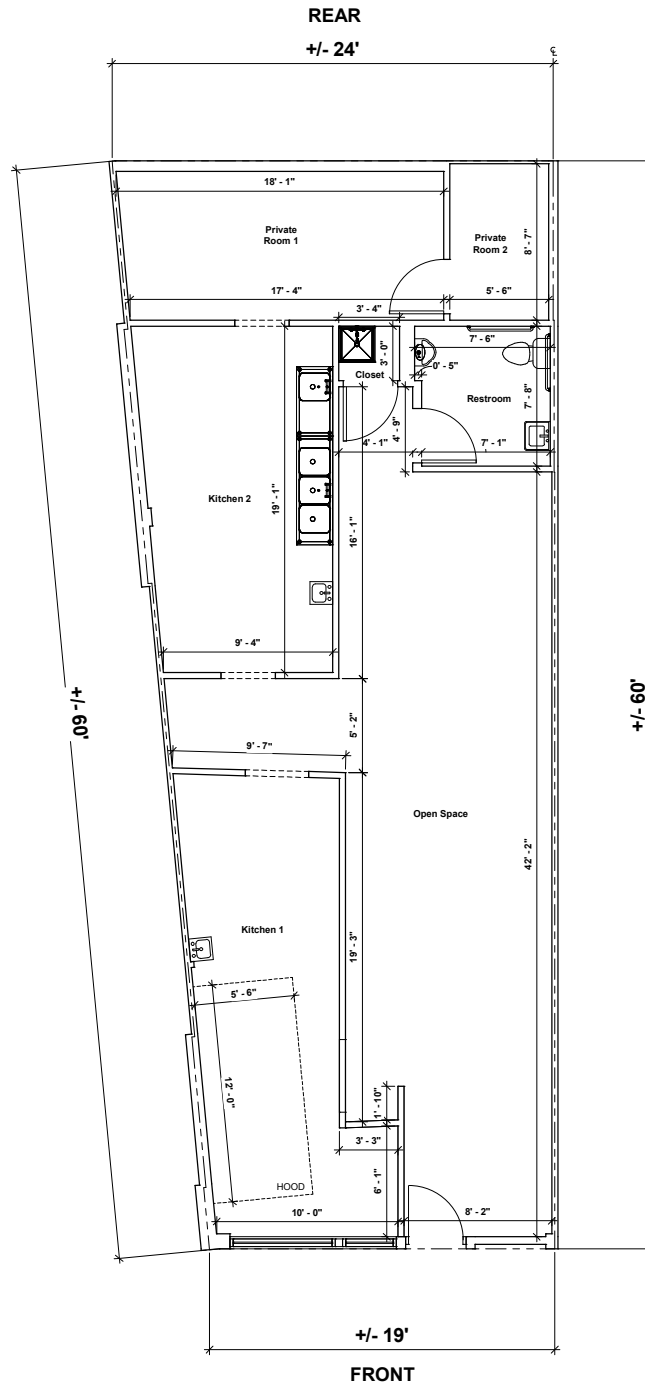 REAR
+/- 24'
℄
18' - 1"
Private
Room 1
Private
Room 2
8' - 7"
17' - 4"
5' - 6"
3' - 4"
7' - 6"
3' - 0"
Closet
0' - 5"
Restroom
7' - 8"
4' - 9"
4' - 1"
7' - 1"
Kitchen 2
19' - 1"
16' - 1"
9' - 4"
+/- 60'
+/- 60'
5' - 2"
9' - 7"
Open Space
42' - 2"
Kitchen 1
19' - 3"
5' - 6"
12' - 0"
1' - 10"
3' - 3"
HOOD
6' - 1"
10' - 0"
8' - 2"
+/- 19'
FRONT